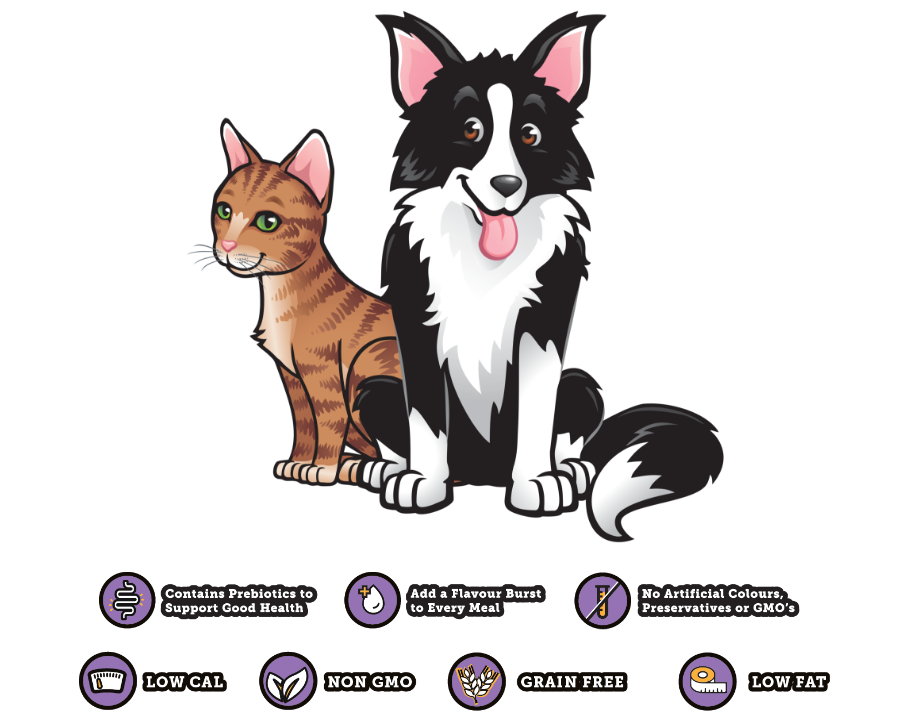 Contains Prebiotics to
Support Good Health
Add a Flavour Burst
to Every Meal
No Artificial Colours,
Preservatives or GMO's
LOW CAL
NON GMO
GRAIN FREE
LOW FAT